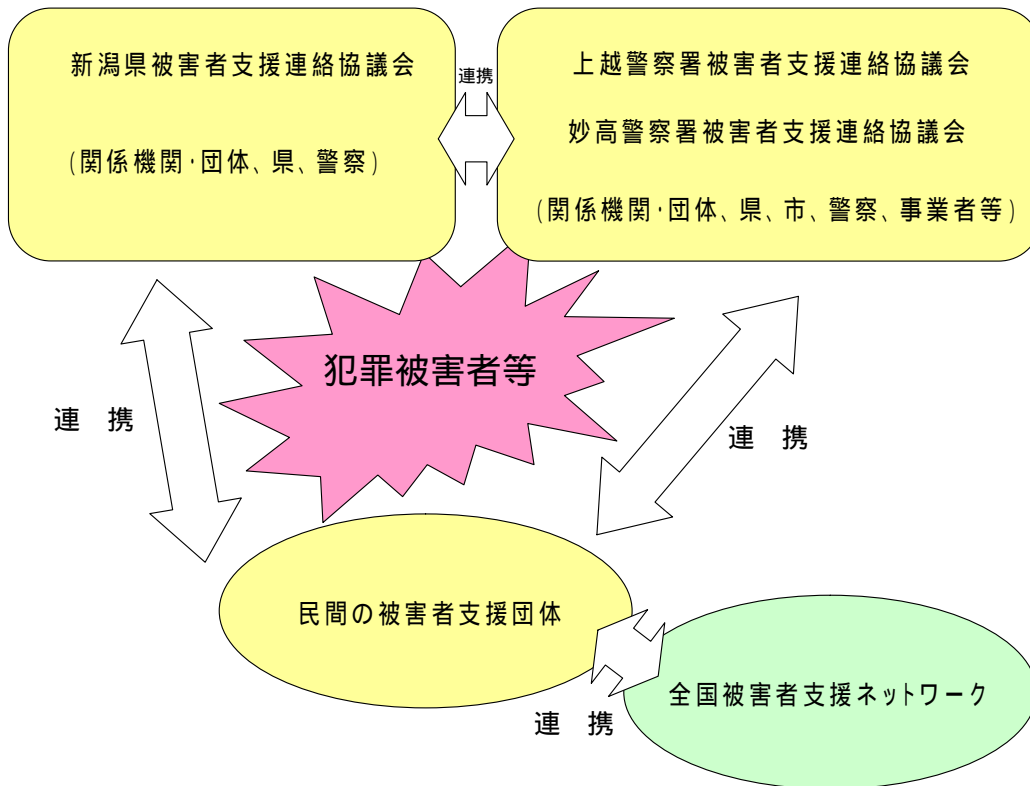 新潟県被害者支援連絡協議会
(関係機関・団体、県、警察)
連携
上越警察署被害者支援連絡協議会
妙高警察署被害者支援連絡協議会
(関係機関・団体、県、市、警察、事業者等)
犯罪被害者等
連　携
連　携
民間の被害者支援団体
連　携
全国被害者支援ネットワーク